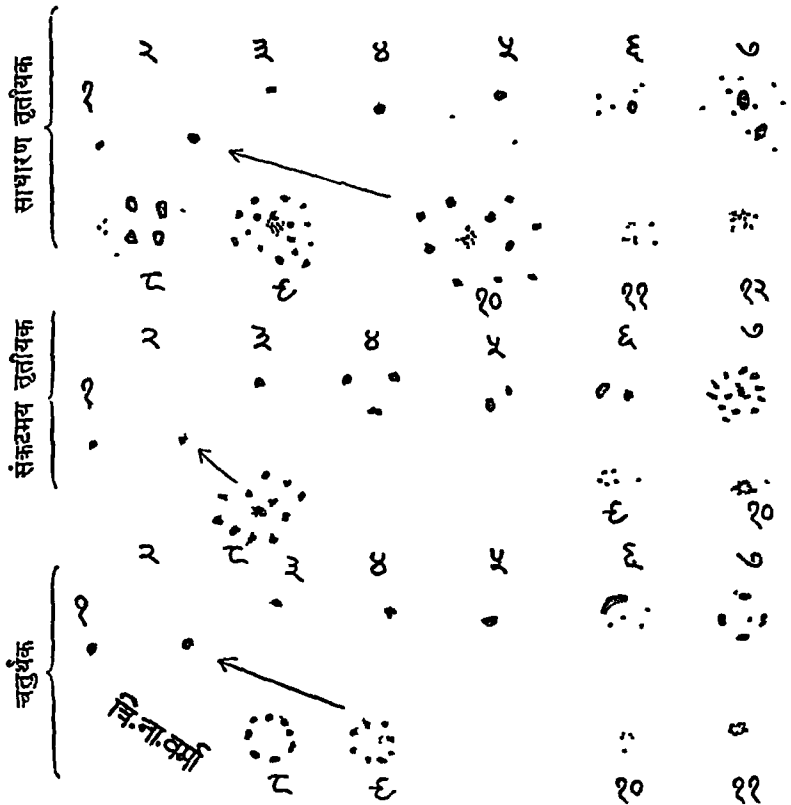 साधारण तृतीयक
१ २ ३ ४ ५ ६ ७
८ ९ १० ११ १२
संकटमय तृतीयक
१ २ ३ ४ ५ ६ ७
८ ९ १०
चतुर्थक
१ २ ३ ४ ५ ६ ७
८ ९ १० ११
त्रि.ना.वर्मा